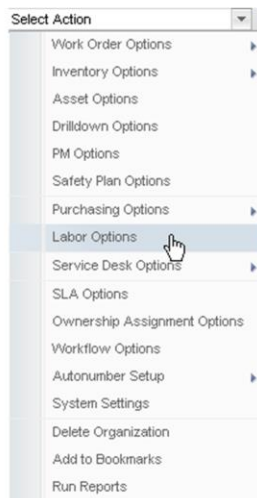 Select Action
Work Order Options
Inventory Options
Asset Options
Drilldown Options
PM Options
Safety Plan Options
Purchasing Options
Labor Options
Service Desk Options
SLA Options
Ownership Assignment Options
Workflow Options
Autonumber Setup
System Settings
Delete Organization
Add to Bookmarks
Run Reports